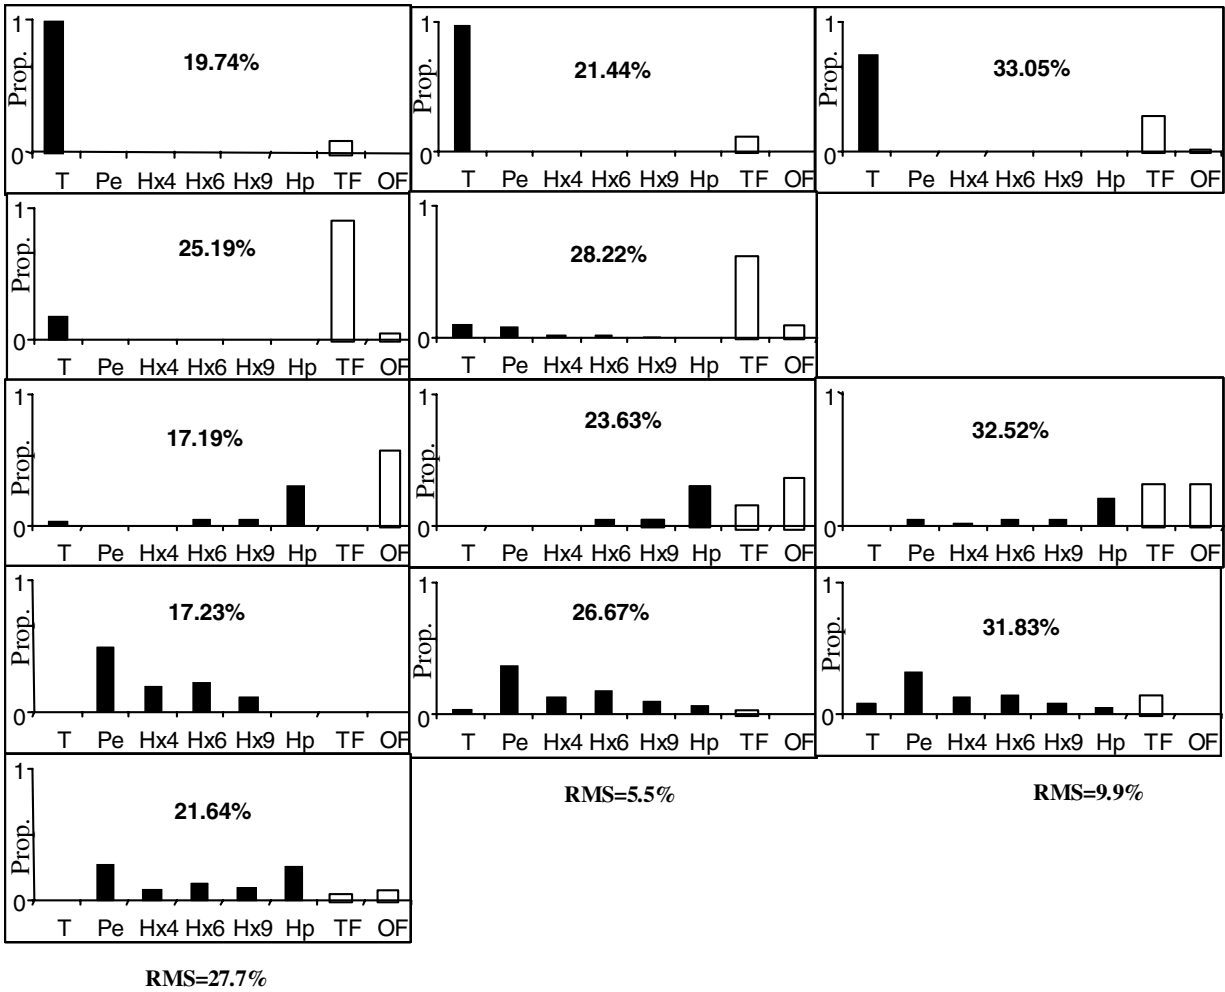 1
Prop.
19.74%
0
T Pe Hx4 Hx6 Hx9 Hp TF OF
1
Prop.
21.44%
0
T Pe Hx4 Hx6 Hx9 Hp TF OF
1
Prop.
33.05%
0
T Pe Hx4 Hx6 Hx9 Hp TF OF
1
Prop.
25.19%
0
T Pe Hx4 Hx6 Hx9 Hp TF OF
1
28.22%
0
T Pe Hx4 Hx6 Hx9 Hp TF OF
1
Prop.
17.19%
0
T Pe Hx4 Hx6 Hx9 Hp TF OF
1
Prop.
23.63%
0
T Pe Hx4 Hx6 Hx9 Hp TF OF
1
Prop.
32.52%
0
T Pe Hx4 Hx6 Hx9 Hp TF OF
1
Prop.
17.23%
0
T Pe Hx4 Hx6 Hx9 Hp TF OF
1
Prop.
26.67%
0
T Pe Hx4 Hx6 Hx9 Hp TF OF
1
Prop.
31.83%
0
T Pe Hx4 Hx6 Hx9 Hp TF OF
1
Prop.
21.64%
0
T Pe Hx4 Hx6 Hx9 Hp TF OF
RMS=5.5%
RMS=9.9%
RMS=27.7%